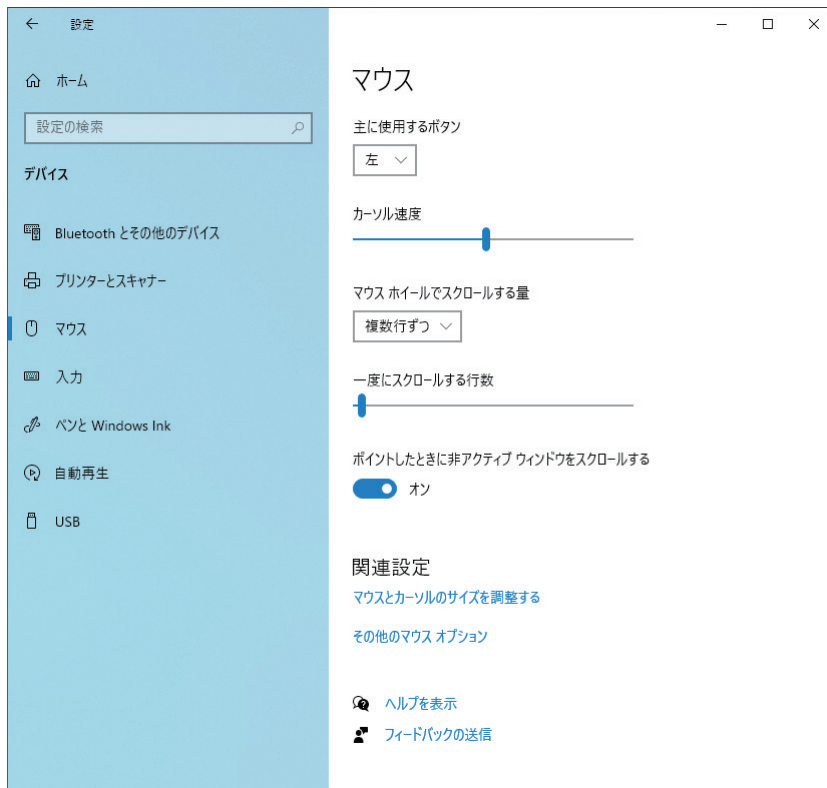 設定
ホーム
設定の検索
デバイス
Bluetooth とその他のデバイス
プリンターとスキャナー
マウス
入力
ペンと Windows Ink
自動再生
USB
マウス
主に使用するボタン
左
カーソル速度
マウス ホイールでスクロールする量
複数行ずつ
一度にスクロールする行数
ポイントしたときに非アクティブ ウィンドウをスクロールする
オン
関連設定
マウスとカーソルのサイズを調整する
その他のマウス オプション
ヘルプを表示
フィードバックの送信